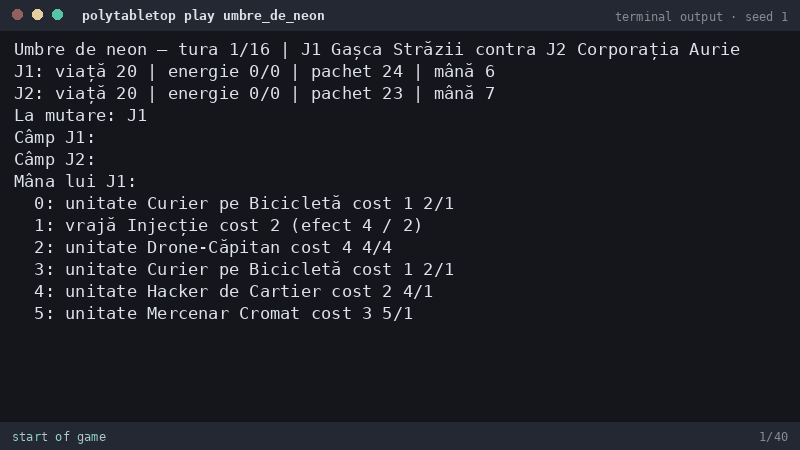 polytabletop play umbre_de_neon
terminal output · seed 1
Umbre de neon — tura 1/16 | J1 Gașca Străzii contra J2 Corporația Aurie
J1: viață 20 | energie 0/0 | pachet 24 | mână 6
J2: viață 20 | energie 0/0 | pachet 23 | mână 7
La mutare: J1
Câmp J1:
Câmp J2:
Mâna lui J1:
0: unitate Curier pe Bicicletă cost 1 2/1
1: vrajă Injecție cost 2 (efect 4 / 2)
2: unitate Drone-Căpitan cost 4 4/4
3: unitate Curier pe Bicicletă cost 1 2/1
4: unitate Hacker de Cartier cost 2 4/1
5: unitate Mercenar Cromat cost 3 5/1
start of game
1/40